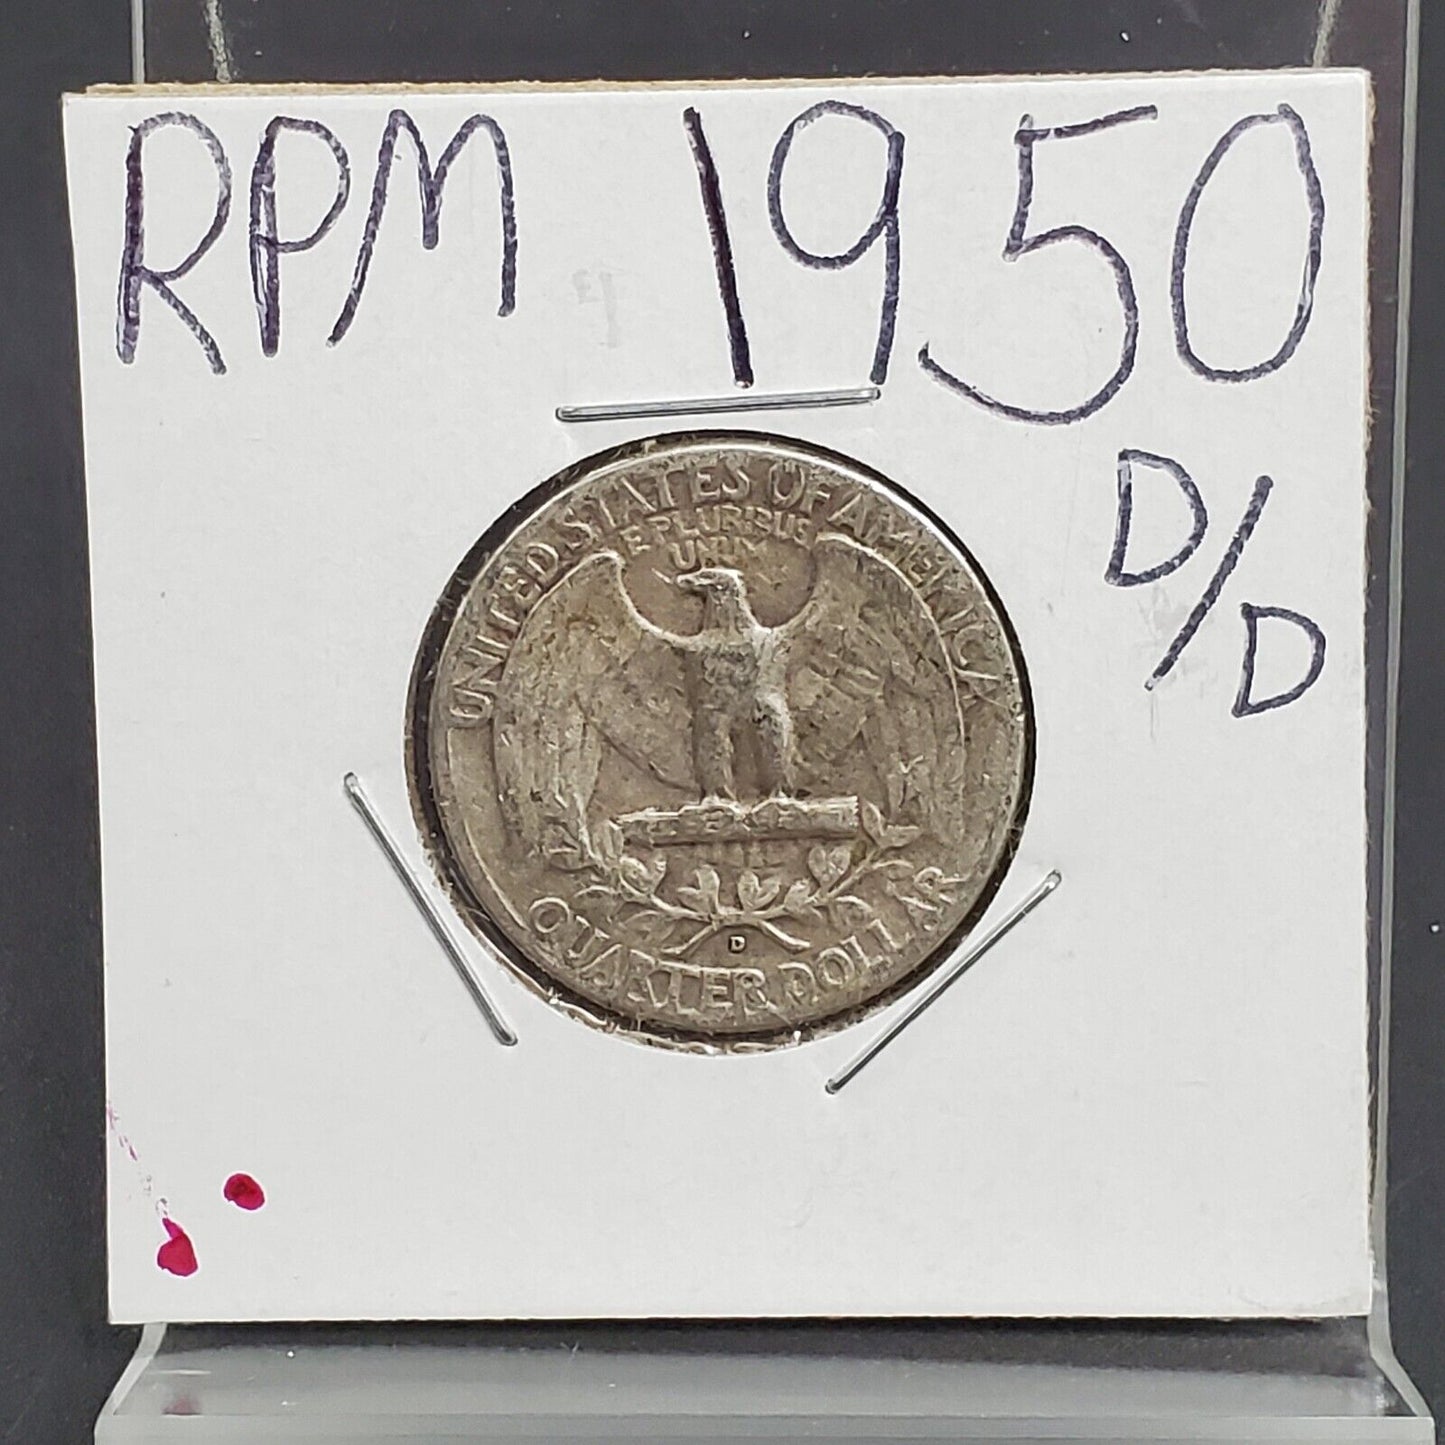 RPM 1950
D/D
UNITED STATES OF AMERICA
E PLURIBUS
UNUM
D
QUARTER DOLLAR